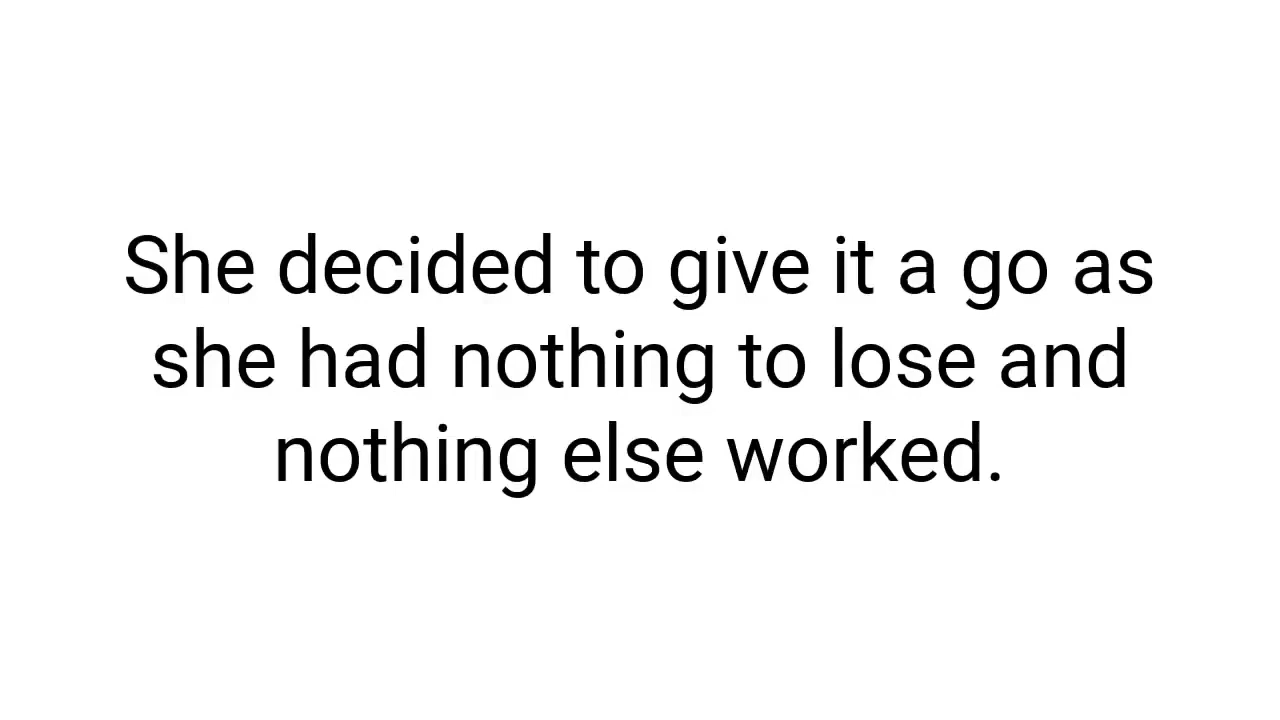 She decided to give it a go as
she had nothing to lose and
nothing else worked.